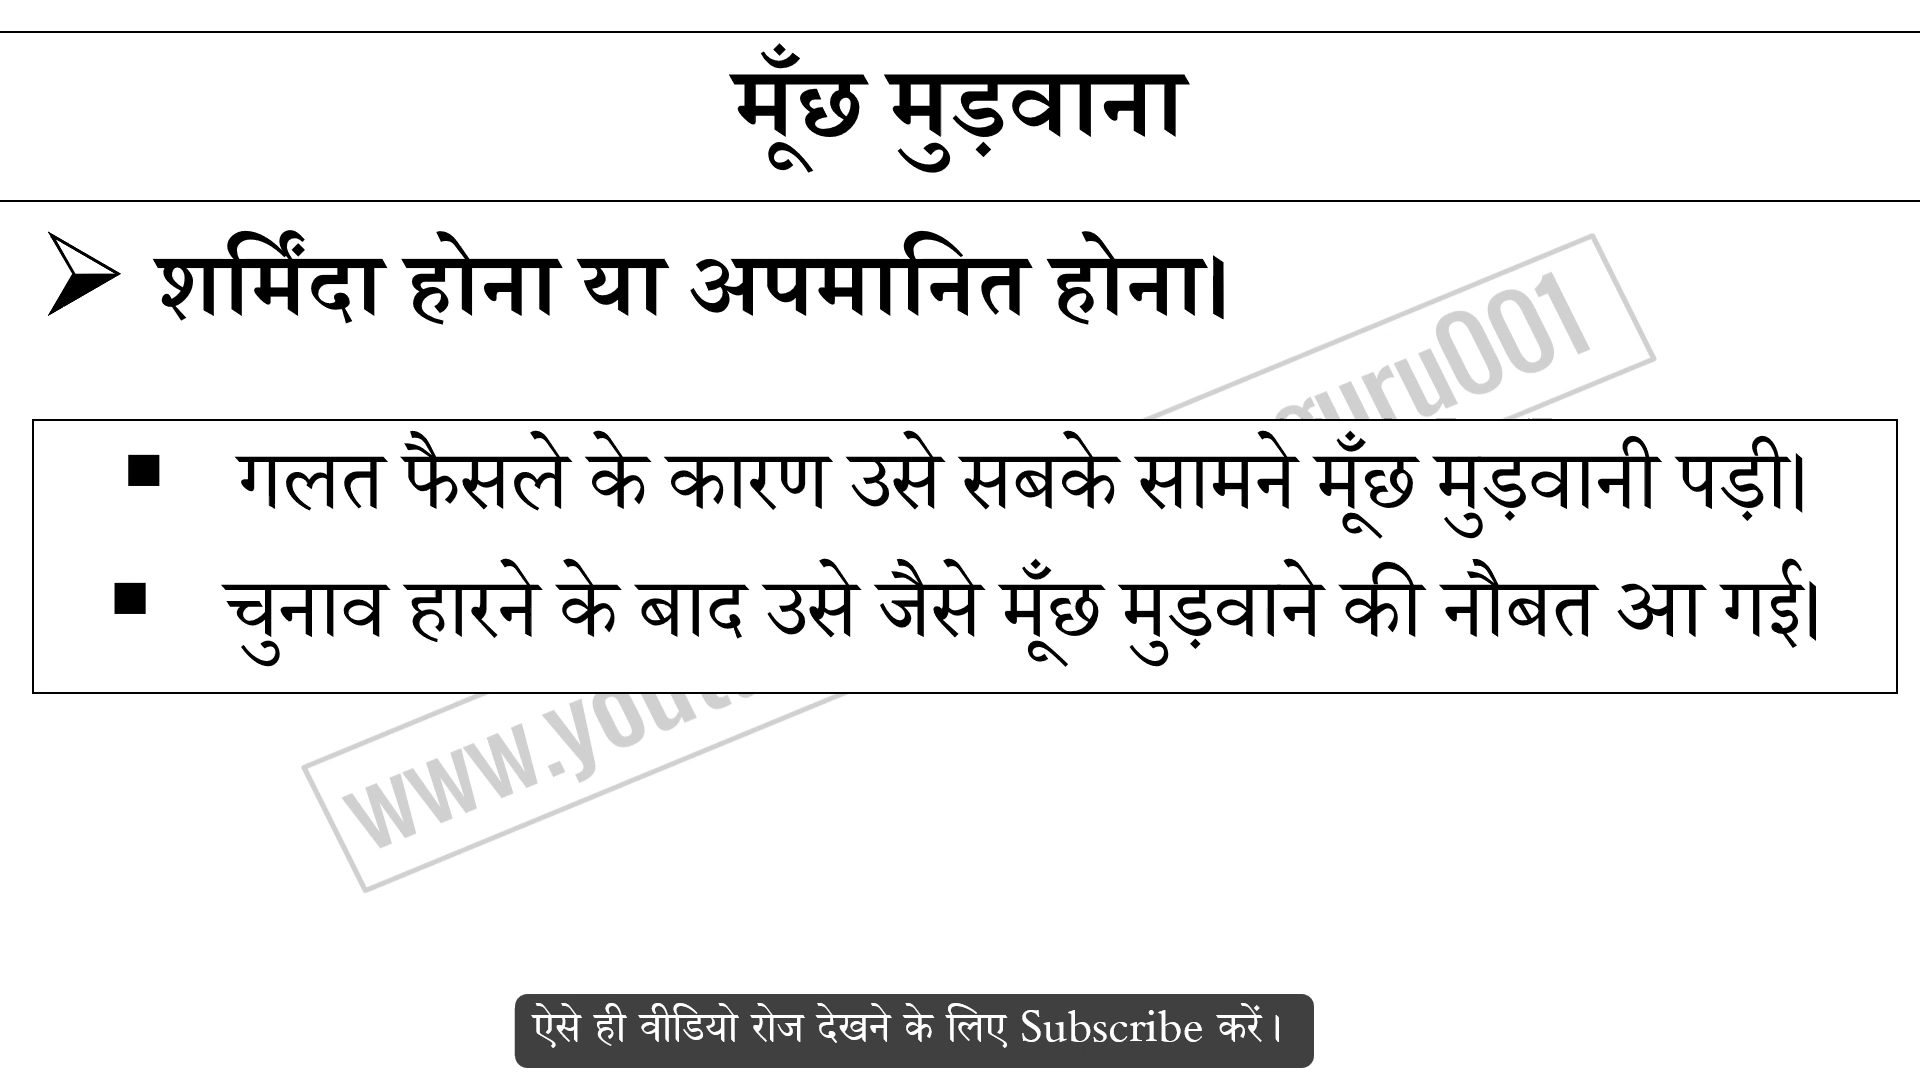 मूँछ मुड़वाना
शर्मिंदा होना या अपमानित होना।
गलत फैसले के कारण उसे सबके सामने मूँछ मुड़वानी पड़ी।
चुनाव हारने के बाद उसे जैसे मूँछ मुड़वाने की नौबत आ गई।
ऐसे ही वीडियो रोज देखने के लिए Subscribe करें।